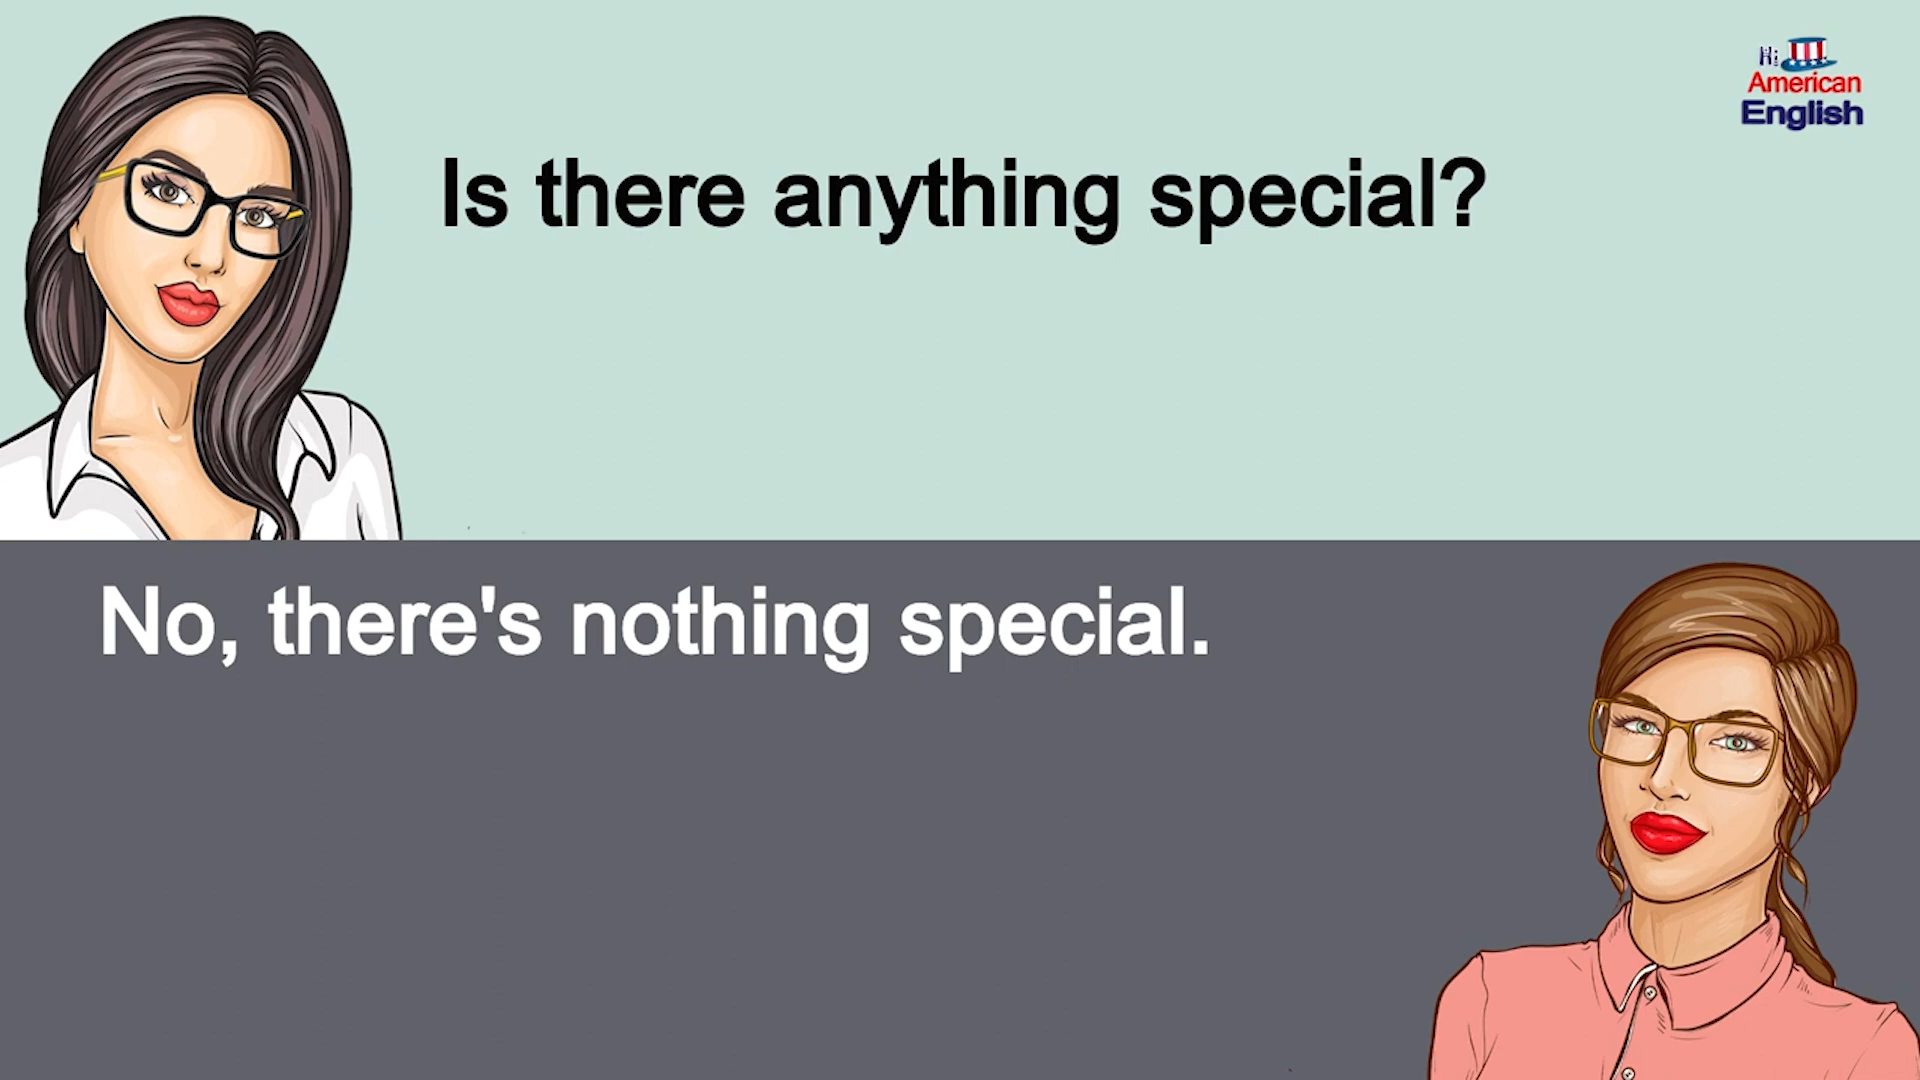 Hi
American
English
Is there anything special?
No, there's nothing special.